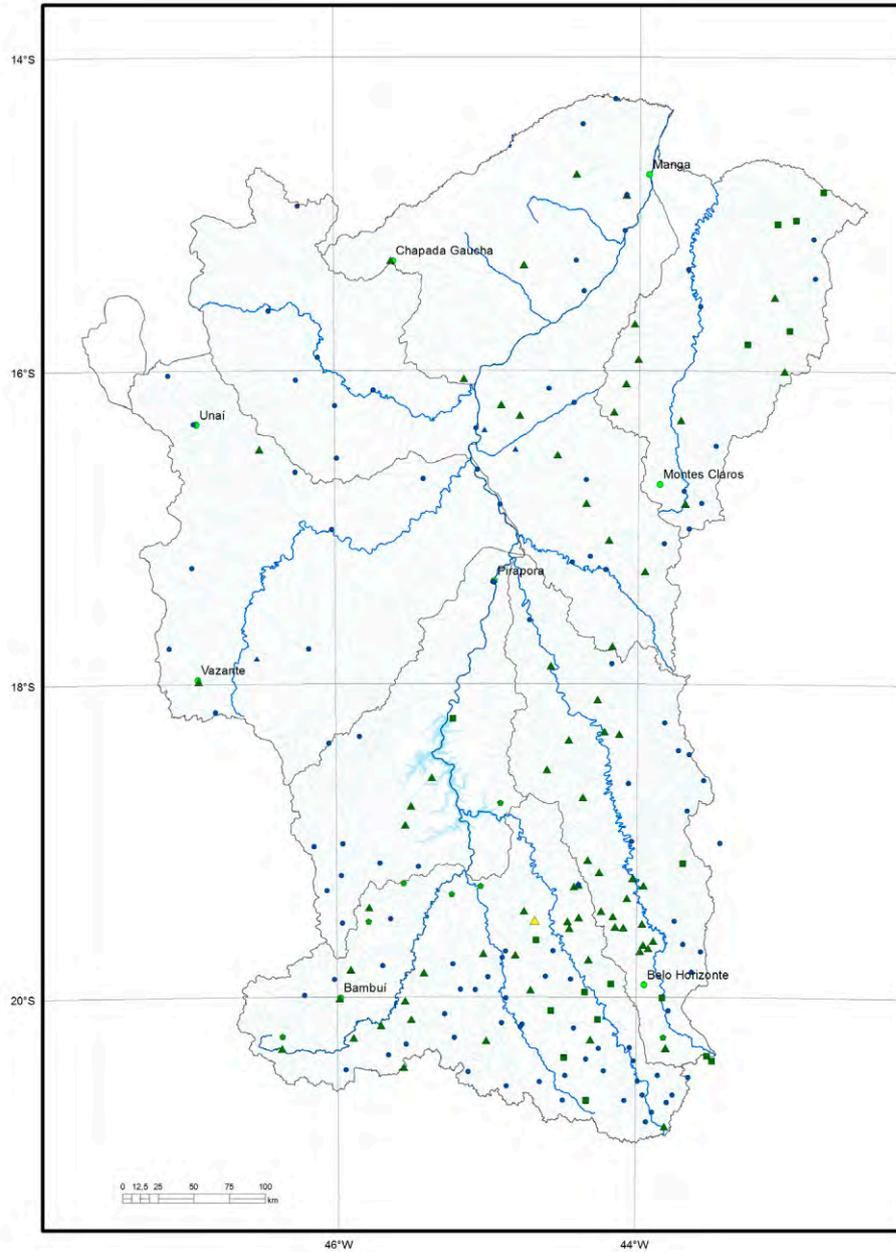 14°S
Manga
Chapada Gaucha
16°S
Unaí
Montes Claros
Pirapora
Vazante
18°S
Belo Horizonte
20°S
Bambuí
0 12,5 25 50 75 100
km
46°W 44°W